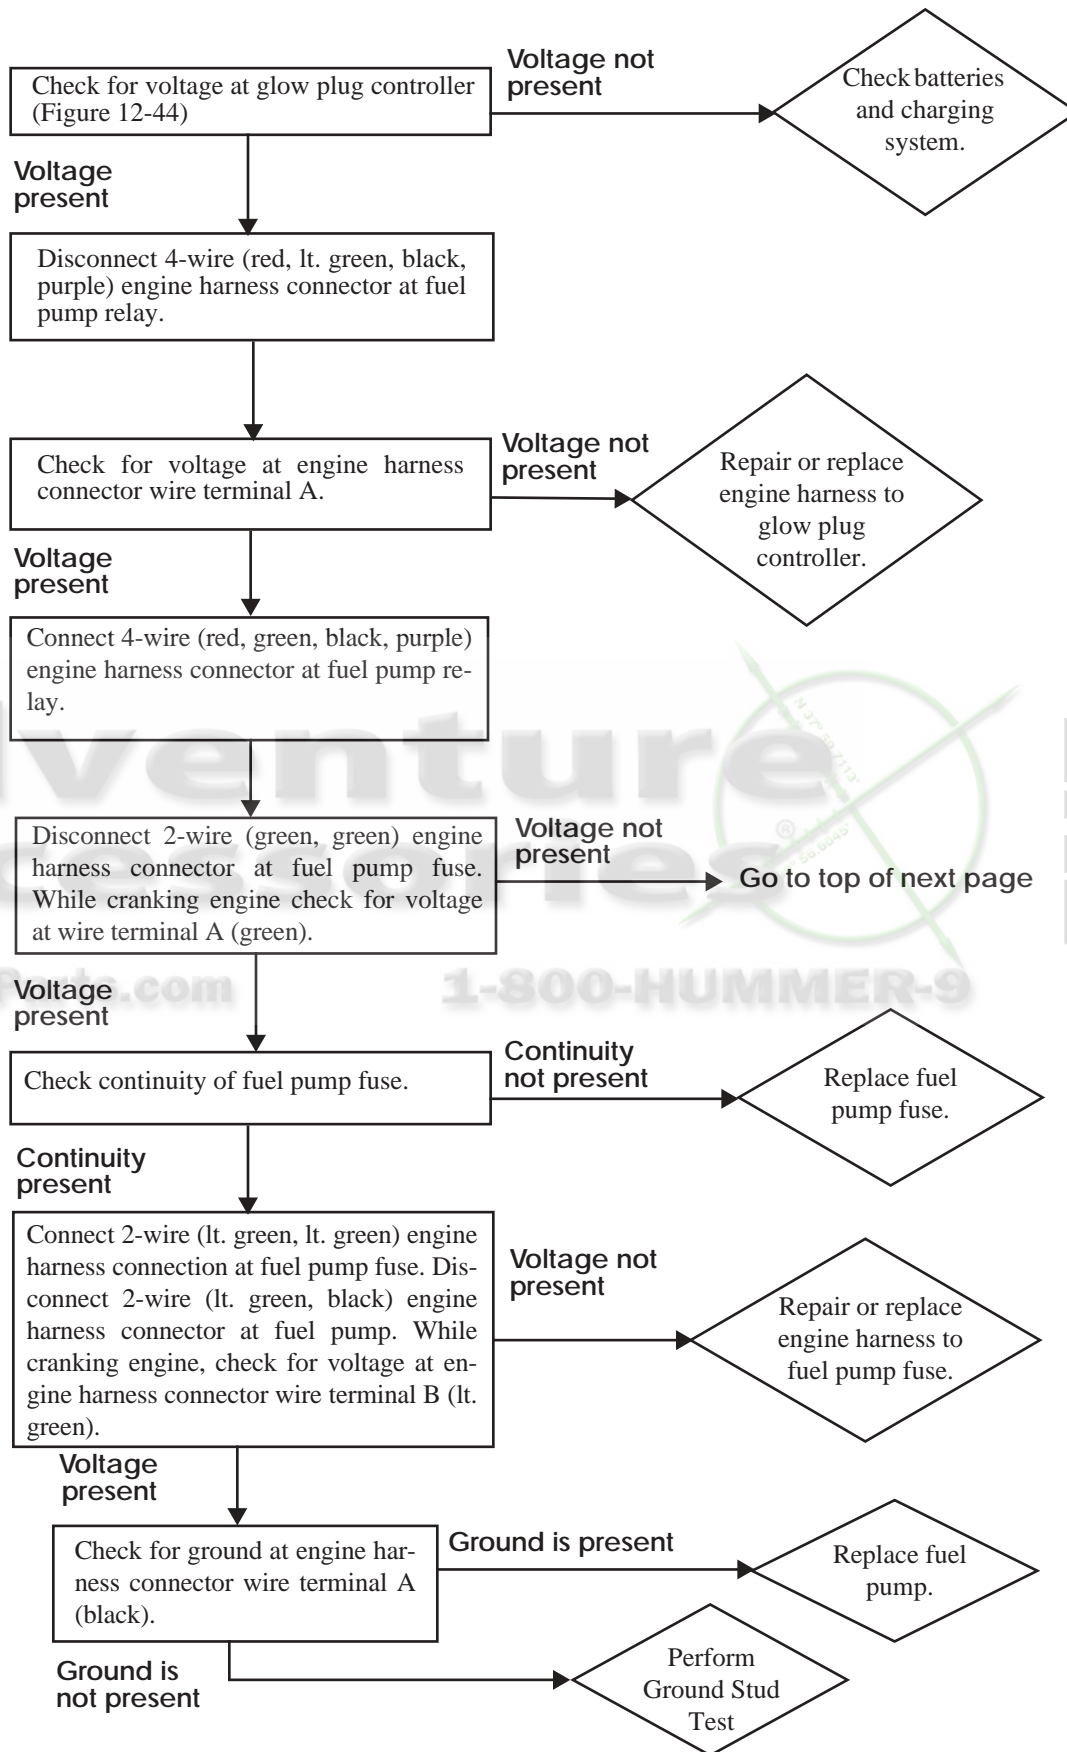 Voltage not
present
Check for voltage at glow plug controller
(Figure 12-44)
Check batteries
and charging
system.
Voltage
present
Disconnect 4-wire (red, lt. green, black,
purple) engine harness connector at fuel
pump relay.
Check for voltage at engine harness
connector wire terminal A.
Voltage not
present
Repair or replace
engine harness to
glow plug
controller.
Voltage
present
Connect 4-wire (red, green, black, purple)
engine harness connector at fuel pump re-
lay.
N 37° 50.7113'
Disconnect 2-wire (green, green) engine
harness connector at fuel pump fuse.
While cranking engine check for voltage
at wire terminal A (green).
Voltage not
present
Go to top of next page
®
Voltage
present
1-800-HUMMER-9
Check continuity of fuel pump fuse.
Continuity
not present
Replace fuel
pump fuse.
Continuity
present
Connect 2-wire (lt. green, lt. green) engine
harness connection at fuel pump fuse. Dis-
connect 2-wire (lt. green, black) engine
harness connector at fuel pump. While
cranking engine, check for voltage at en-
gine harness connector wire terminal B (lt.
green).
Voltage not
present
Repair or replace
engine harness to
fuel pump fuse.
Voltage
present
Check for ground at engine har-
ness connector wire terminal A
(black).
Ground is present
Replace fuel
pump.
Ground is
not present
Perform
Ground Stud
Test